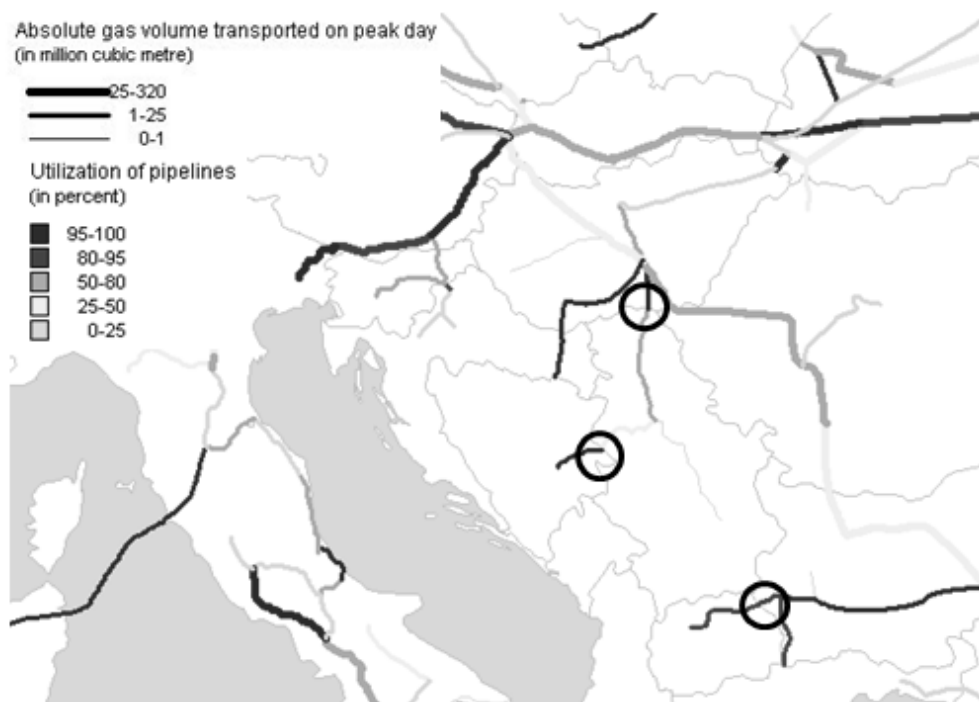 Absolute gas volume transported on peak day
(in million cubic metre)
25-320
1-25
0-1
Utilization of pipelines
(in percent)
95-100
80-95
50-80
25-50
0-25